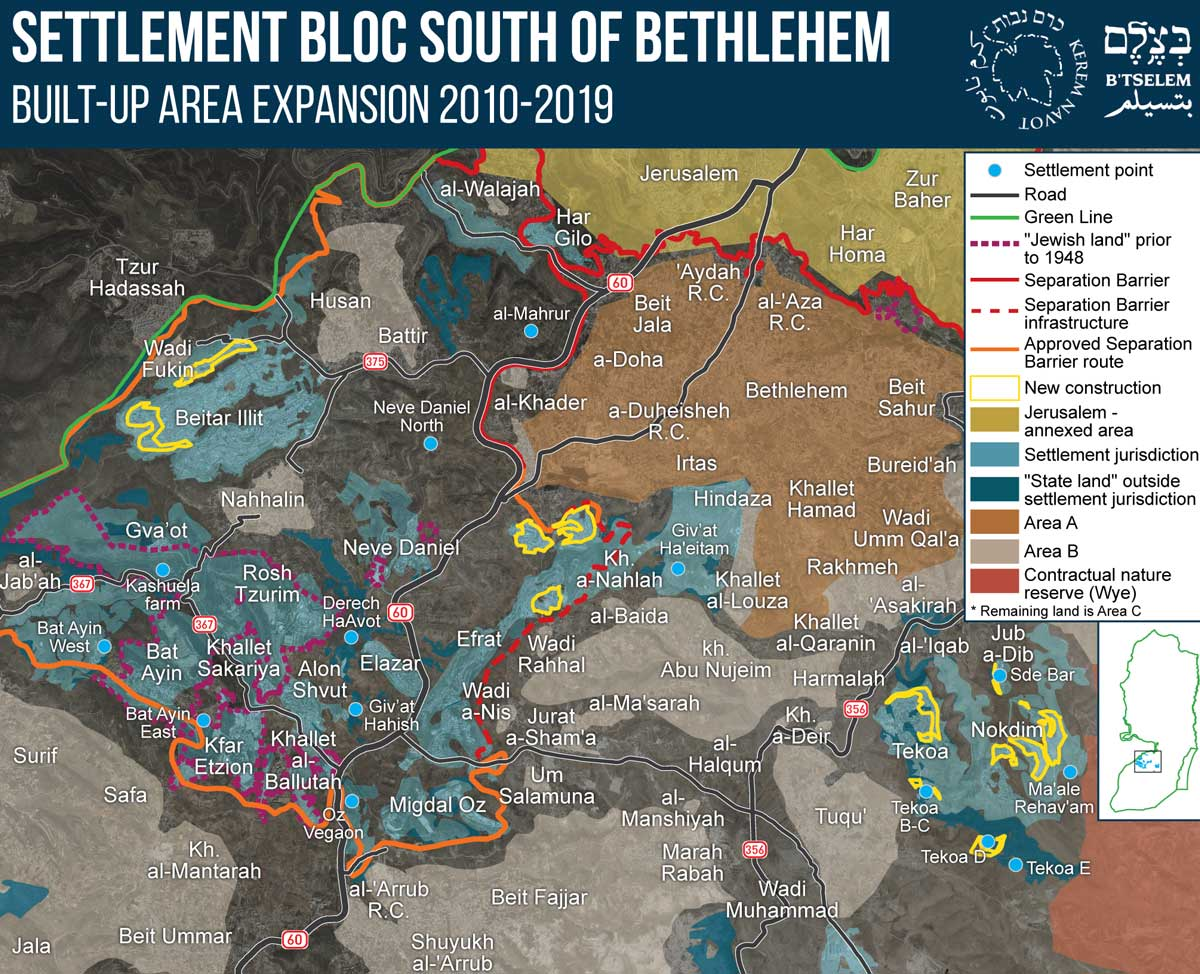 SETTLEMENT BLOC SOUTH OF BETHLEHEM
BUILT-UP AREA EXPANSION 2010-2019
כרם נבות
KEREM NAVOT
בְּצֶלֶם
B'TSELEM
بتسيلم
Settlement point
Road
Green Line
"Jewish land" prior
to 1948
Separation Barrier
Separation Barrier
infrastructure
Approved Separation
Barrier route
New construction
Jerusalem -
annexed area
Settlement jurisdiction
"State land" outside
settlement jurisdiction
Area A
Area B
Contractual nature
reserve (Wye)
* Remaining land is Area C
al-Walajah
Jerusalem
Zur
Baher
Har
Gilo
Har
Homa
Tzur
Hadassah
60
'Aydah
R.C.
Husan
Beit
Jala
al-'Aza
R.C.
al-Mahrur
Battir
Wadi
Fukin
375
a-Doha
Bethlehem
Beit
Sahur
Beitar Illit
Neve Daniel
North
al-Khader
a-Duheisheh
R.C.
Irtas
Bureid'ah
Nahhalin
Hindaza
Khallet
Hamad
Gva'ot
Neve Daniel
Giv'at
Ha'eitam
Wadi
Umm Qal'a
al-
Jab'ah
367
Kashuela
farm
Rosh
Tzurim
Kh.
a-Nahlah
Khallet
al-Louza
Rakhmeh
al-
'Asakirah
Derech
HaAvot
60
al-Baida
367
Bat Ayin
West
Bat
Ayin
Khallet
Sakariya
Alon
Shvut
Elazar
Efrat
Wadi
Rahhal
kh.
Abu Nujeim
Khallet
al-Qaranin
al-'Iqab
Jub
a-Dib
Sde Bar
Harmalah
Wadi
a-Nis
al-Ma'sarah
356
Bat Ayin
East
Giv'at
Hahish
Jurat
a-Sham'a
Kh.
a-Deir
Nokdim
Kfar
Etzion
Khallet
al-
Ballutah
al-
Halqum
Tekoa
Surif
Safa
Um
Salamuna
Ma'ale
Rehav'am
Oz
Vegaon
Migdal Oz
al-
Manshiyah
Tuqu'
Tekoa
B-C
Kh.
al-Mantarah
Marah
Rabah
356
Tekoa D
Tekoa E
al-'Arrub
R.C.
Beit Fajjar
Wadi
Muhammad
Jala
Beit Ummar
60
Shuyukh
al-'Arrub